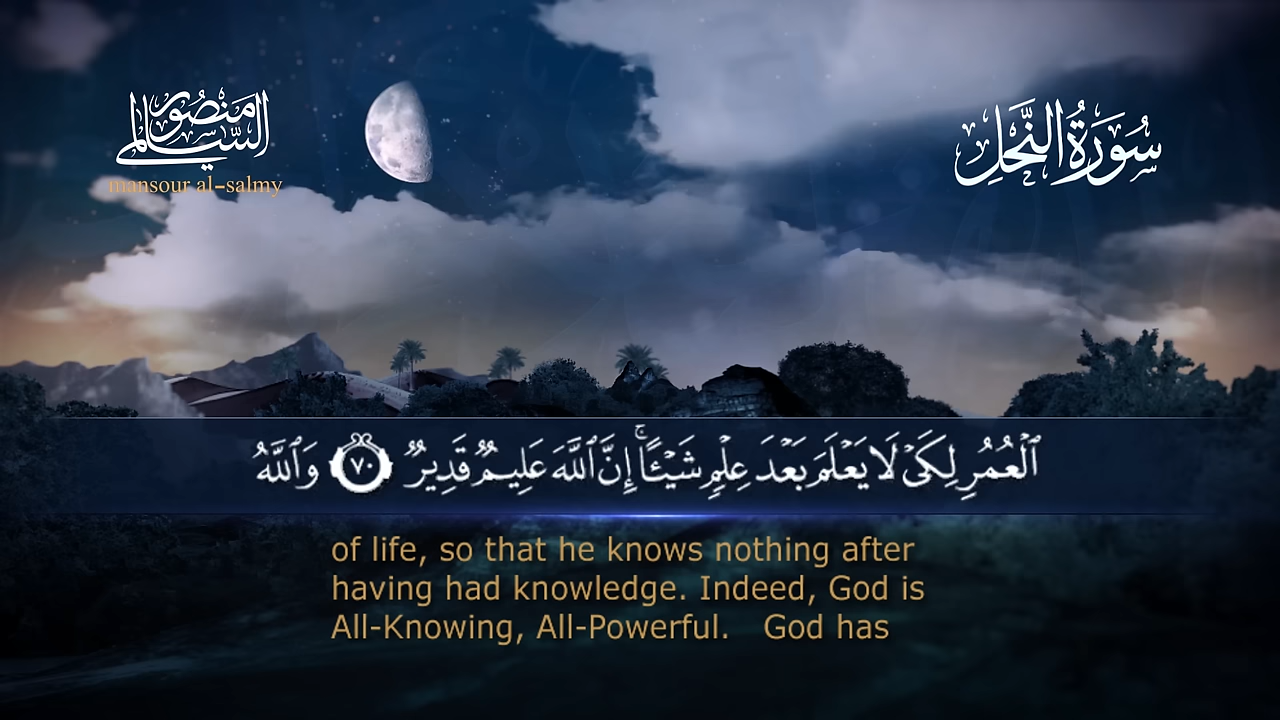 منصور السالمي
mansour al-salmy
سُورَةُ النَّحْلِ
ٱلْعُمُرِ لِكَىْ لَا يَعْلَمَ بَعْدَ عِلْمٍۢ شَيْـًٔا ۚ إِنَّ ٱللَّهَ عَلِيمٌۭ قَدِيرٌۭ ٧٠ وَٱللَّهُ
of life, so that he knows nothing after
having had knowledge. Indeed, God is
All-Knowing, All-Powerful. God has